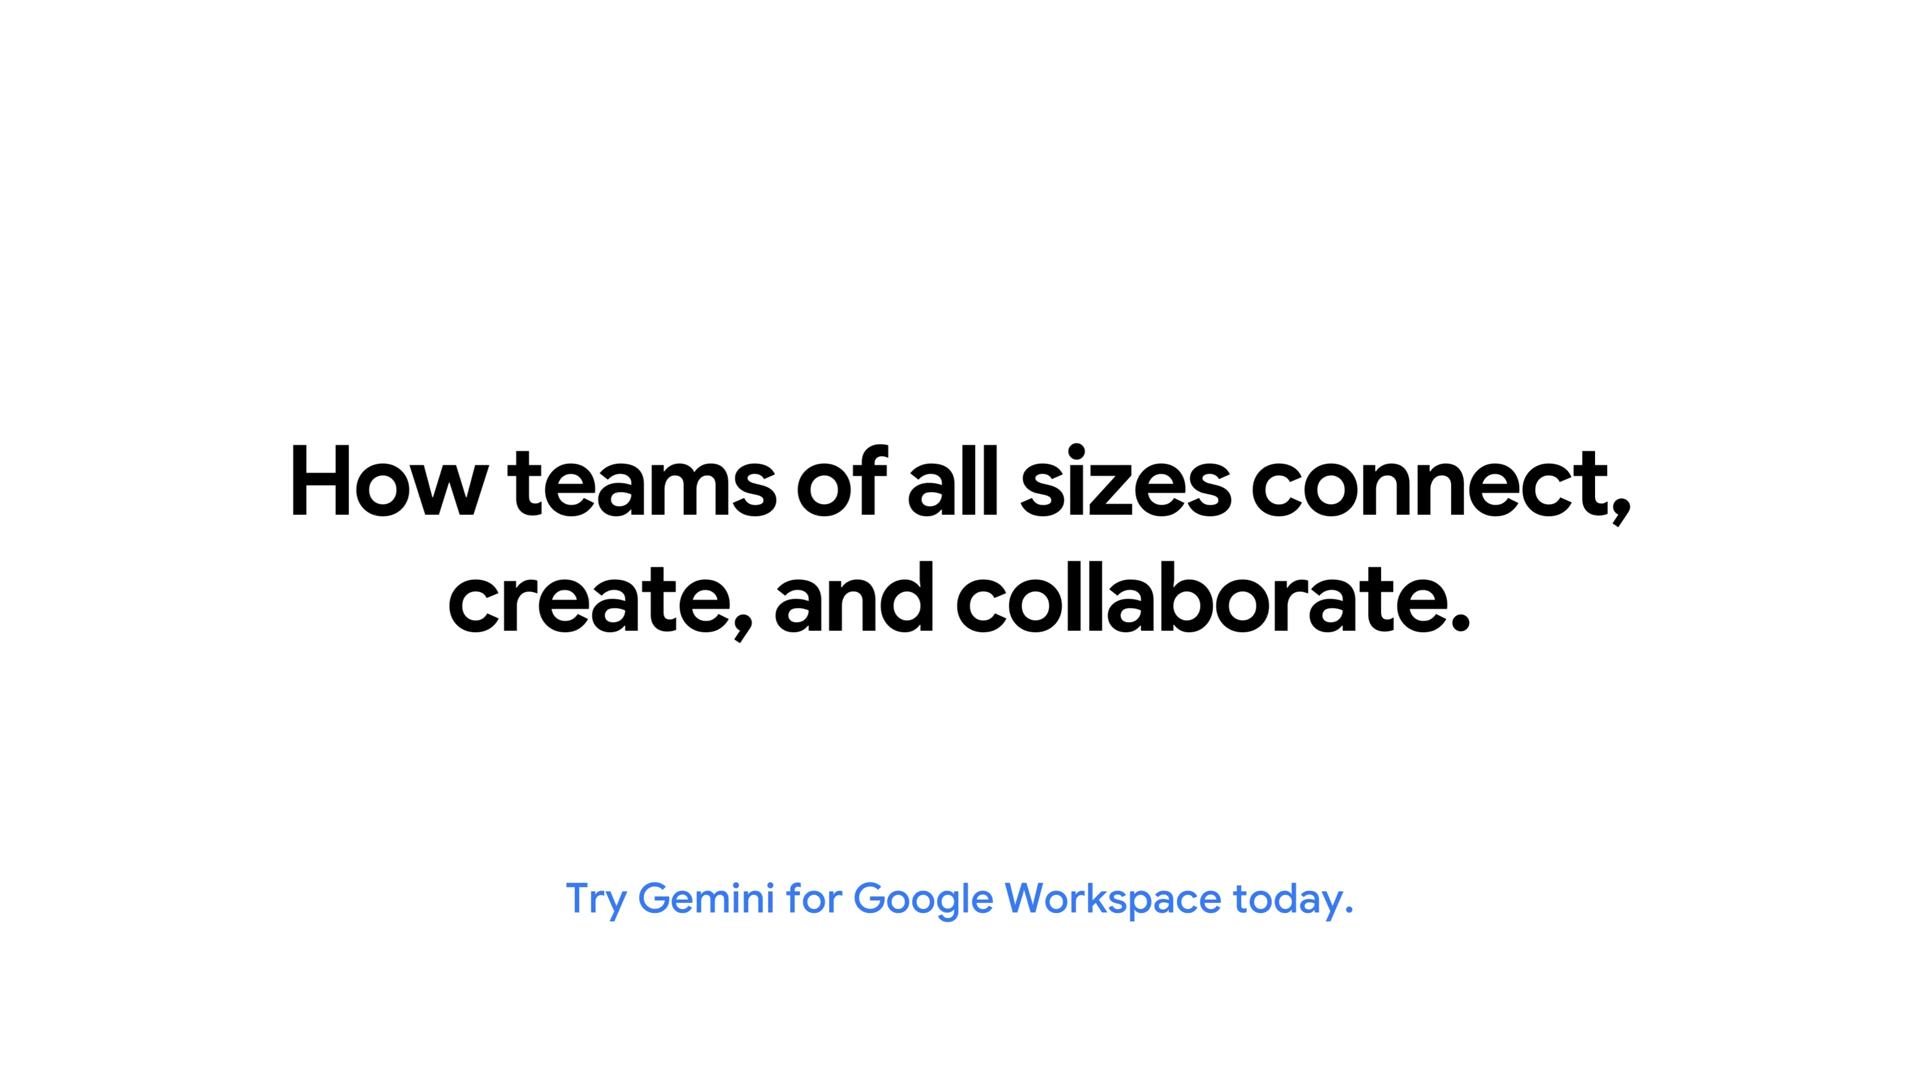 How teams of all sizes connect,
create, and collaborate.
Try Gemini for Google Workspace today.